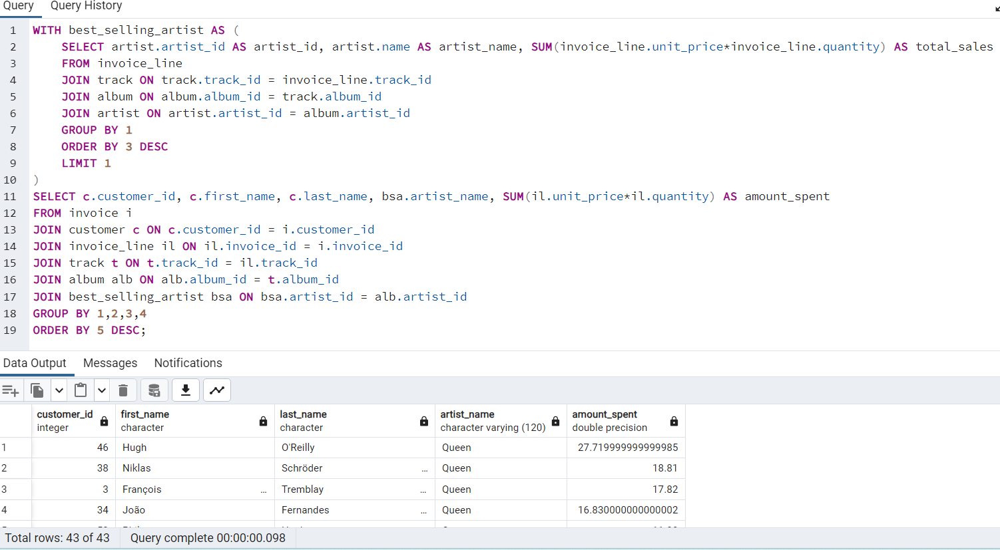 Query Query History
1 WITH best_selling_artist AS (
2 SELECT artist.artist_id AS artist_id, artist.name AS artist_name, SUM(invoice_line.unit_price*invoice_line.quantity) AS total_sales
3 FROM invoice_line
4 JOIN track ON track.track_id = invoice_line.track_id
5 JOIN album ON album.album_id = track.album_id
6 JOIN artist ON artist.artist_id = album.artist_id
7 GROUP BY 1
8 ORDER BY 3 DESC
9 LIMIT 1
10 )
11 SELECT c.customer_id, c.first_name, c.last_name, bsa.artist_name, SUM(il.unit_price*il.quantity) AS amount_spent
12 FROM invoice i
13 JOIN customer c ON c.customer_id = i.customer_id
14 JOIN invoice_line il ON il.invoice_id = i.invoice_id
15 JOIN track t ON t.track_id = il.track_id
16 JOIN album alb ON alb.album_id = t.album_id
17 JOIN best_selling_artist bsa ON bsa.artist_id = alb.artist_id
18 GROUP BY 1,2,3,4
19 ORDER BY 5 DESC;
Data Output Messages Notifications
customer_id first_name last_name artist_name amount_spent
integer character character character varying (120) double precision
1 46 Hugh O'Reilly Queen 27.719999999999985
2 38 Niklas Schröder ... Queen 18.81
3 3 François ... Tremblay ... Queen 17.82
4 34 João Fernandes ... Queen 16.830000000000002
Total rows: 43 of 43 Query complete 00:00:00.098